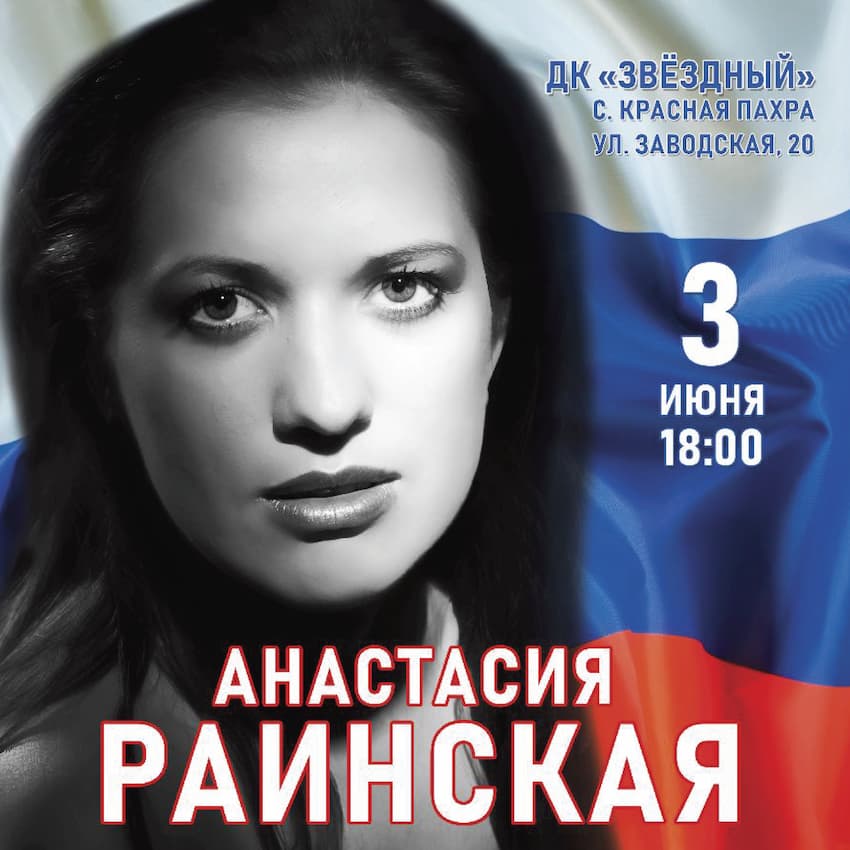 ДК «ЗВЁЗДНЫЙ»
С. КРАСНАЯ ПАХРА
УЛ. ЗАВОДСКАЯ, 20
3
ИЮНЯ
18:00
АНАСТАСИЯ
РАИНСКАЯ